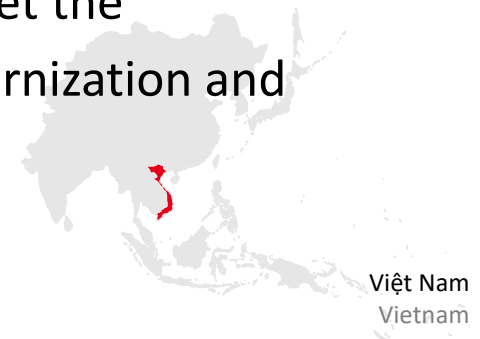 et the
rnization and
Việt Nam
Vietnam